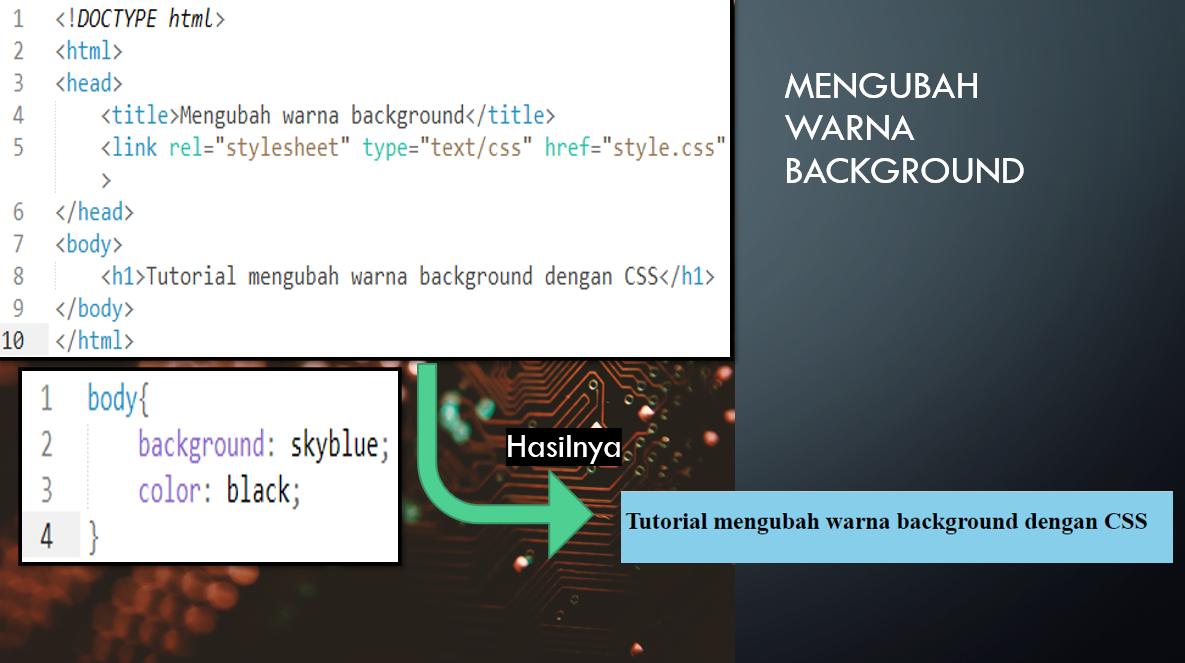 1 <!DOCTYPE html>
2 <html>
3 <head>
4 <title>Mengubah warna background</title>
5 <link rel="stylesheet" type="text/css" href="style.css"
>
6 </head>
7 <body>
8 <h1>Tutorial mengubah warna background dengan CSS</h1>
9 </body>
10 </html>
MENGUBAH
WARNA
BACKGROUND
1 body{
2 background: skyblue;
3 color: black;
4 }
Hasilnya
Tutorial mengubah warna background dengan CSS